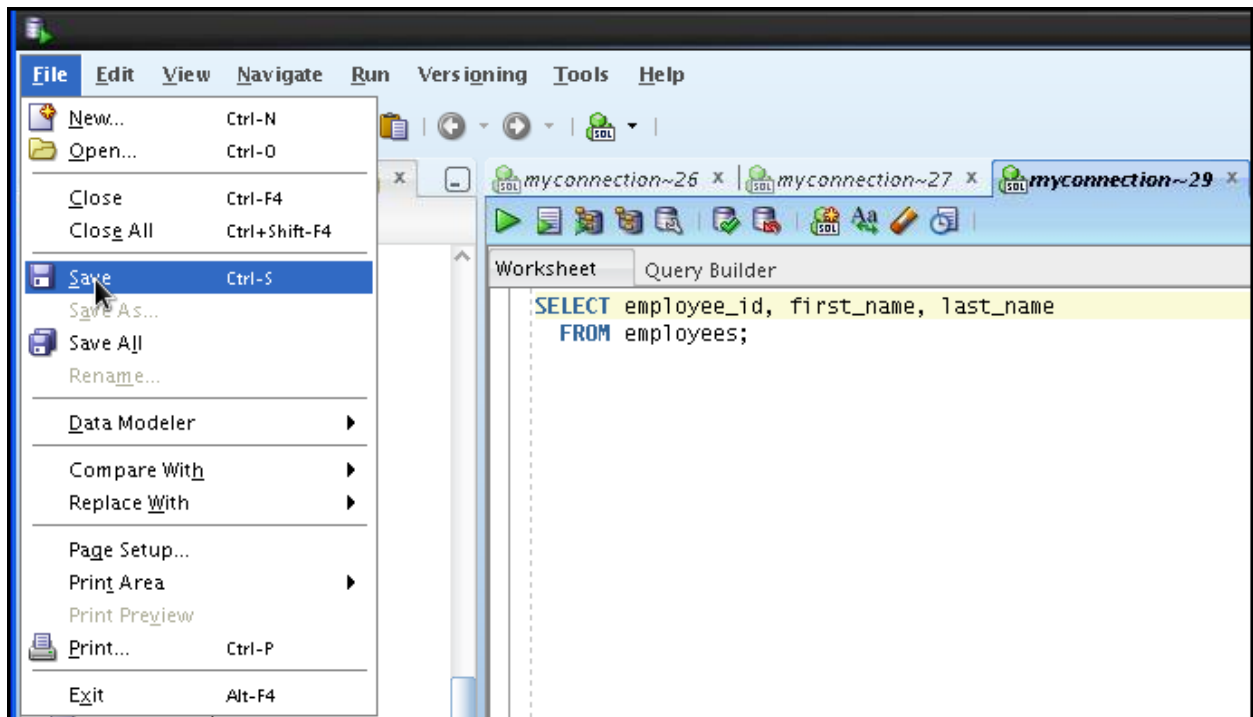 File Edit View Navigate Run Versioning Tools Help
New... Ctrl-N
Open... Ctrl-O
Close Ctrl-F4
Close All Ctrl+Shift-F4
Save Ctrl-S
Save As...
Save All
Rename...
Data Modeler
Compare With
Replace With
Page Setup...
Print Area
Print Preview
Print... Ctrl-P
Exit Alt-F4
SQL
myconnection~26 myconnection~27 myconnection~29
Worksheet Query Builder
SELECT employee_id, first_name, last_name
FROM employees;